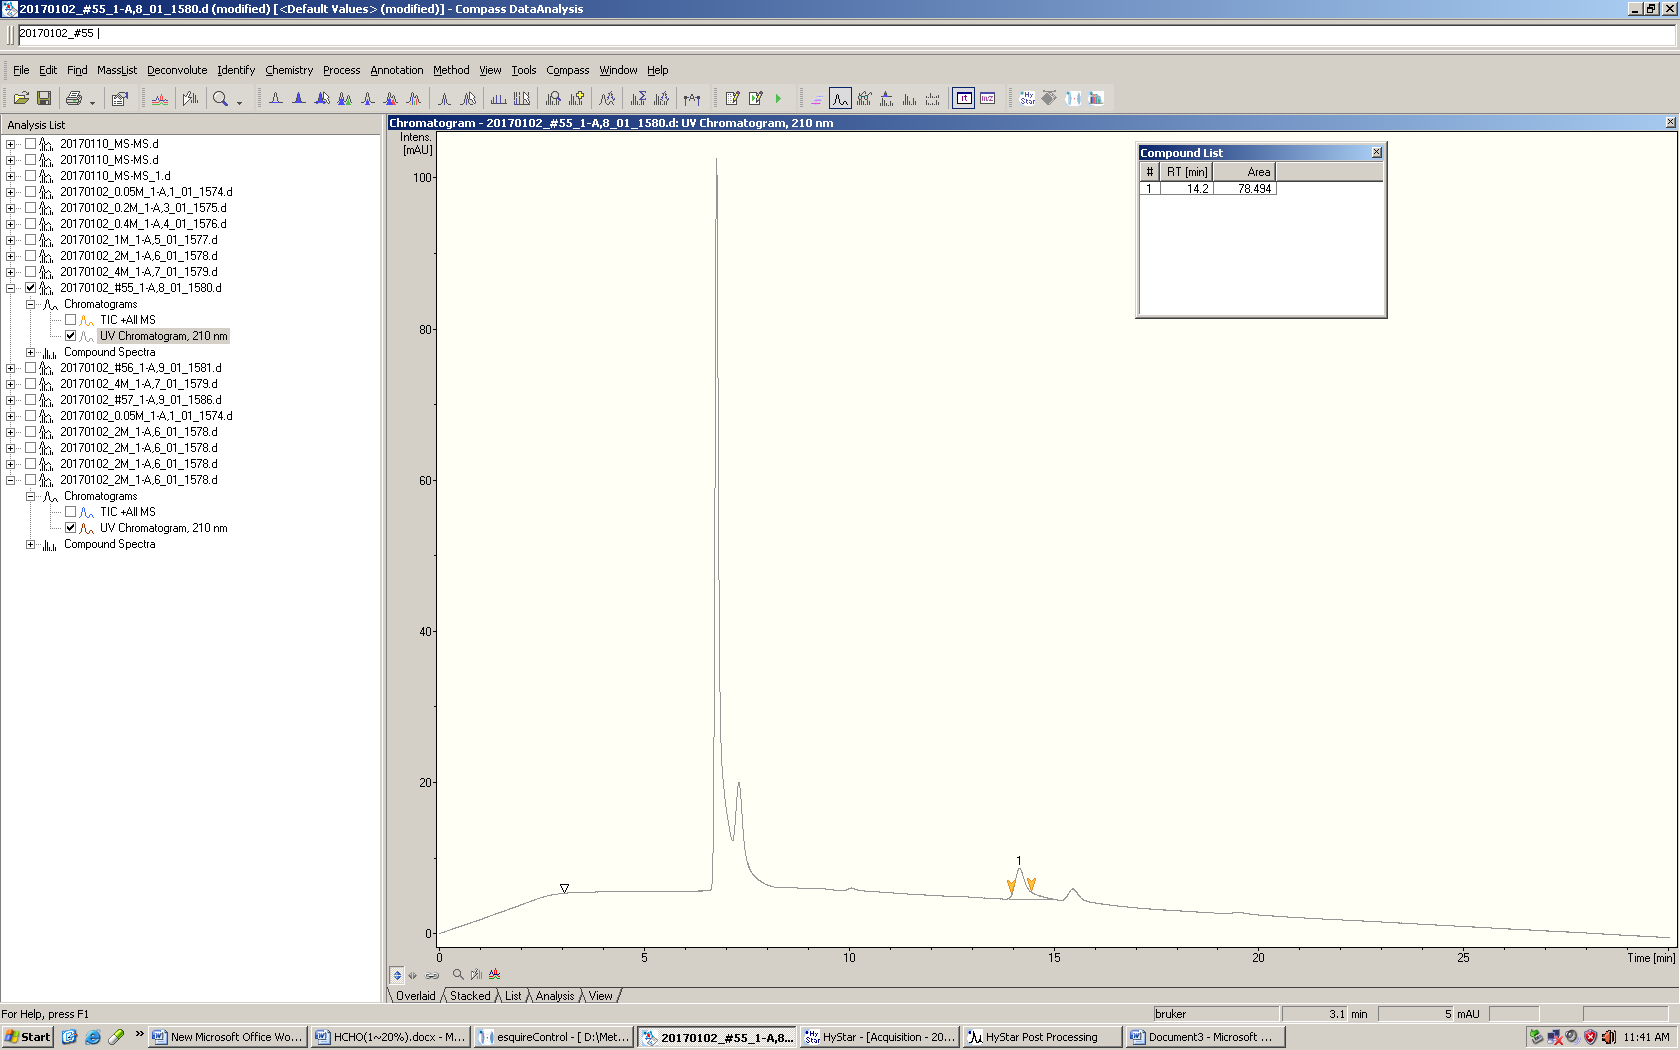 20170102_#55_1-A,8_01_1580.d (modified) [<Default Values> (modified)] - Compass DataAnalysis
20170102_#55
File Edit Find MassList Deconvolute Identify Chemistry Process Annotation Method View Tools Compass Window Help
Analysis List
20170110_MS-MS.d
20170110_MS-MS.d
20170110_MS-MS_1.d
20170102_0.05M_1-A,1_01_1574.d
20170102_0.2M_1-A,3_01_1575.d
20170102_0.4M_1-A,4_01_1576.d
20170102_1M_1-A,5_01_1577.d
20170102_2M_1-A,6_01_1578.d
20170102_4M_1-A,7_01_1579.d
20170102_#55_1-A,8_01_1580.d
Chromatograms
TIC +All MS
UV Chromatogram, 210 nm
Compound Spectra
20170102_#56_1-A,9_01_1581.d
20170102_4M_1-A,7_01_1579.d
20170102_#57_1-A,9_01_1586.d
20170102_0.05M_1-A,1_01_1574.d
20170102_2M_1-A,6_01_1578.d
20170102_2M_1-A,6_01_1578.d
20170102_2M_1-A,6_01_1578.d
20170102_2M_1-A,6_01_1578.d
Chromatograms
TIC +All MS
UV Chromatogram, 210 nm
Compound Spectra
Chromatogram - 20170102_#55_1-A,8_01_1580.d: UV Chromatogram, 210 nm
Intens.
[mAU]
100
80
60
40
20
0
Compound List
# RT [min] Area
1 14.2 78.494
1
0 5 10 15 20 25 Time [min]
Overlaid Stacked List Analysis View
For Help, press F1
bruker 3.1 min 5 mAU
Start » New Microsoft Office Wo... HCHO(1~20%).docx - M... esquireControl - [ D:\Met... 20170102_#55_1-A,8... HyStar - [Acquisition - 20... HyStar Post Processing Document3 - Microsoft ... 11:41 AM